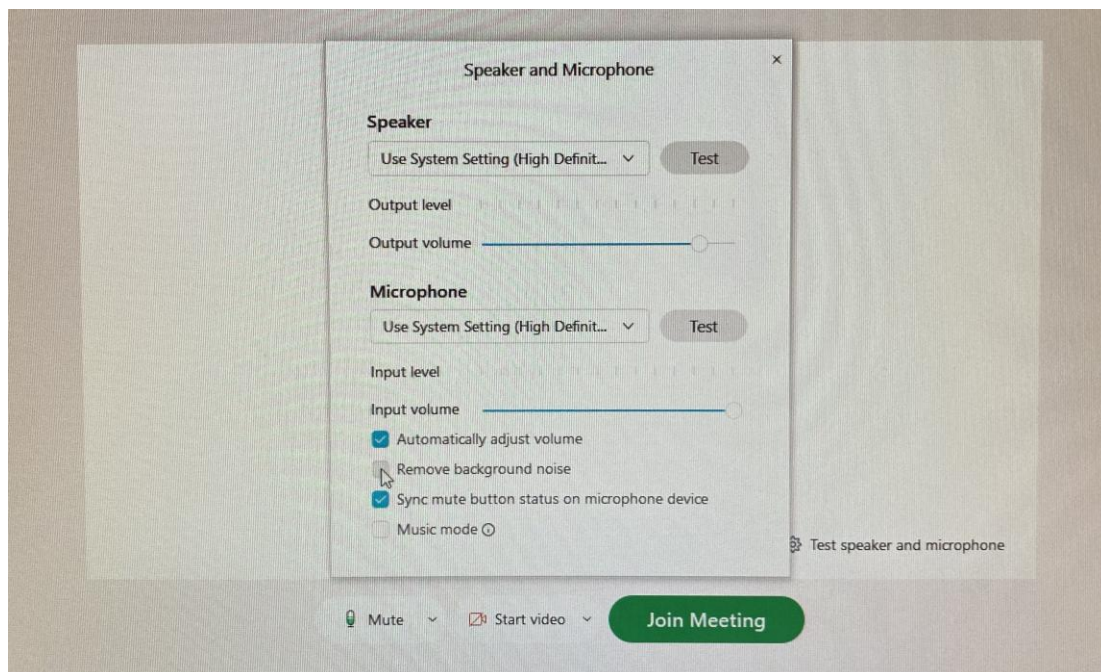 Speaker and Microphone
Speaker
Use System Setting (High Definit... Test
Output level
Output volume
Microphone
Use System Setting (High Definit... Test
Input level
Input volume
Automatically adjust volume
Remove background noise
Sync mute button status on microphone device
Music mode
Test speaker and microphone
Mute Start video Join Meeting